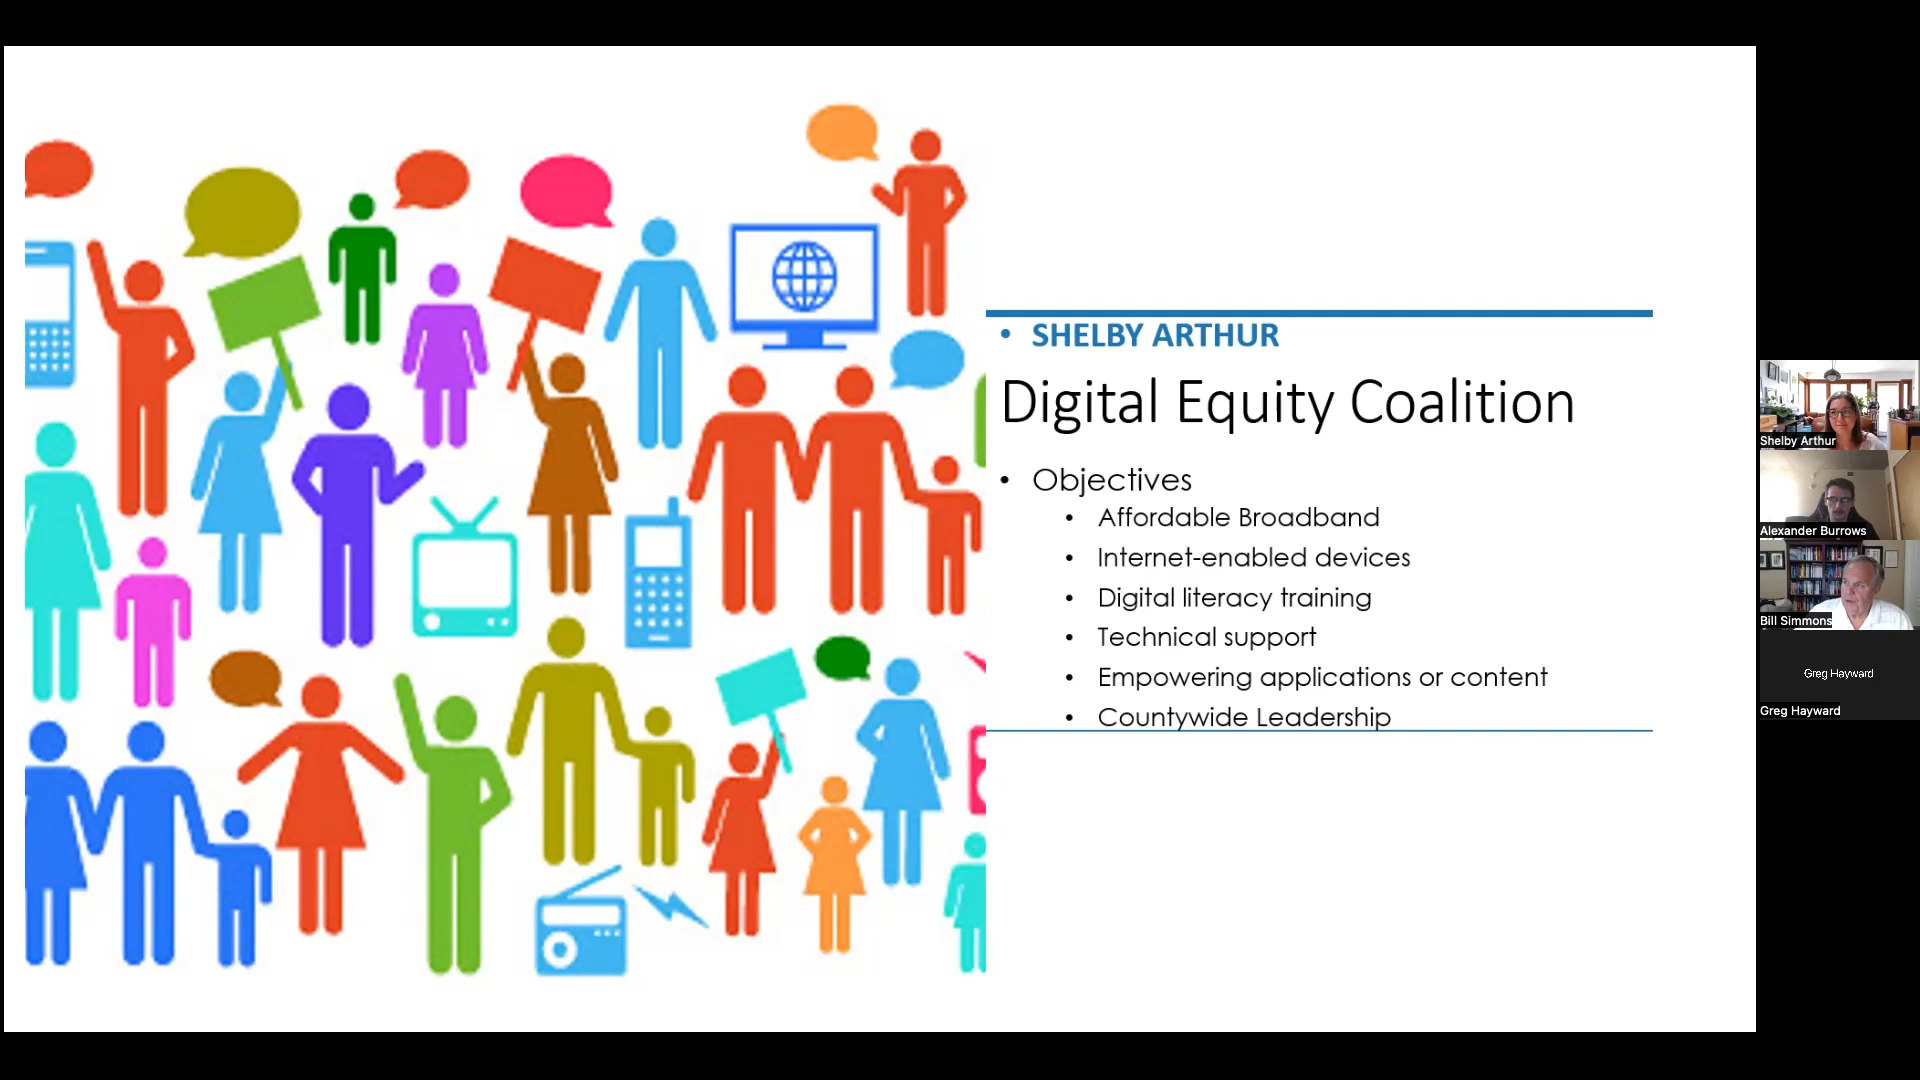 • SHELBY ARTHUR
Digital Equity Coalition
• Objectives
• Affordable Broadband
• Internet-enabled devices
• Digital literacy training
• Technical support
• Empowering applications or content
• Countywide Leadership
Shelby Arthur
Alexander Burrows
Bill Simmons
Greg Hayward
Greg Hayward